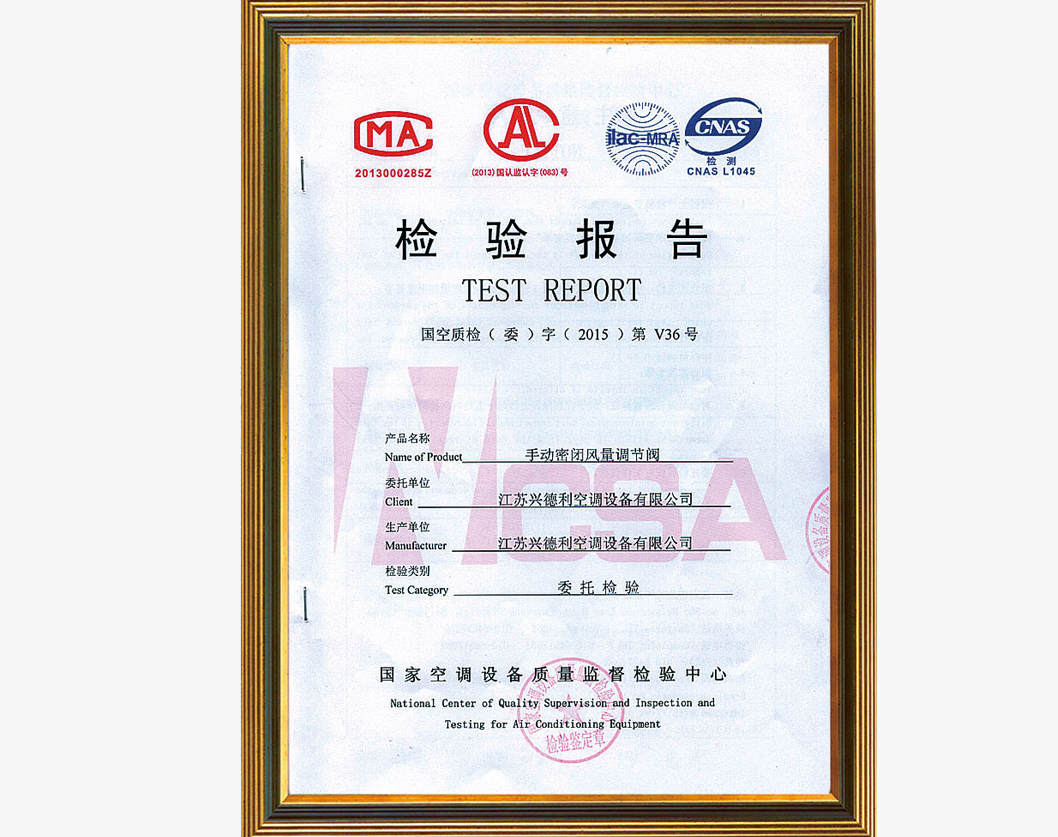 MA
AL
ilac-MRA
CNAS
检 测
2013000285Z
(2013)国认监认字(083)号
CNAS L1045
检 验 报 告
TEST REPORT
国空质检（ 委 ）字（ 2015 ）第 V36 号
产品名称
Name of Product 手动密闭风量调节阀
委托单位
Client 江苏兴德利空调设备有限公司
生产单位
Manufacturer 江苏兴德利空调设备有限公司
检验类别
Test Category 委 托 检 验
NCSA
国 家 空 调 设 备 质 量 监 督 检 验 中 心
National Center of Quality Supervision and Inspection and
Testing for Air Conditioning Equipment
检验鉴定章